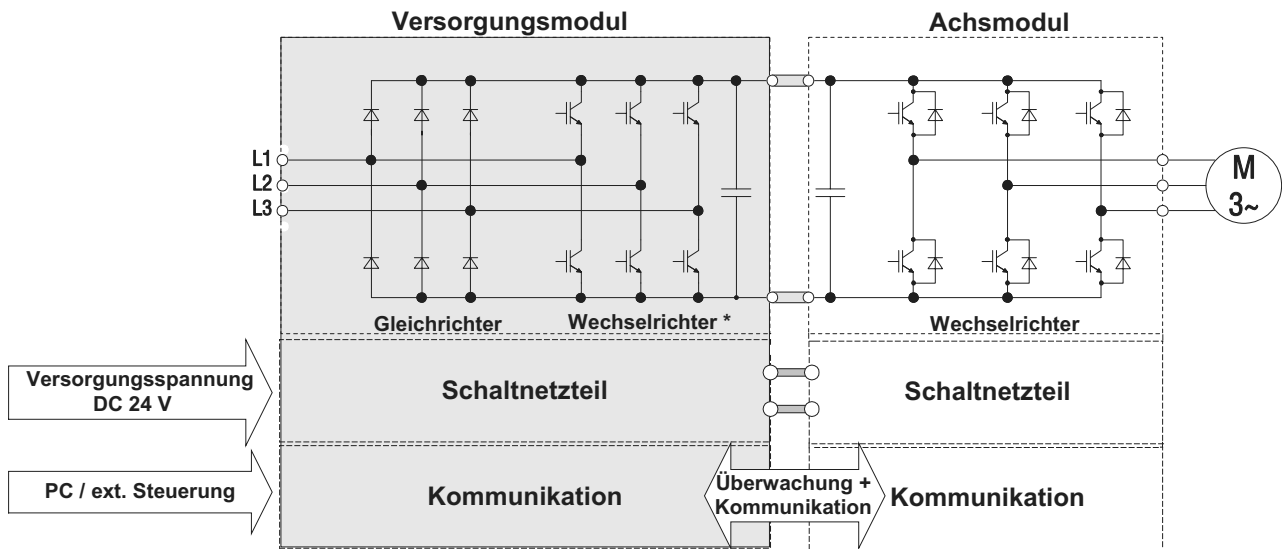 Versorgungsmodul
Achsmodul
L1
L2
L3
M
3~
Gleichrichter
Wechselrichter *
Wechselrichter
Versorgungsspannung
DC 24 V
Schaltnetzteil
Schaltnetzteil
PC / ext. Steuerung
Kommunikation
Überwachung +
Kommunikation
Kommunikation